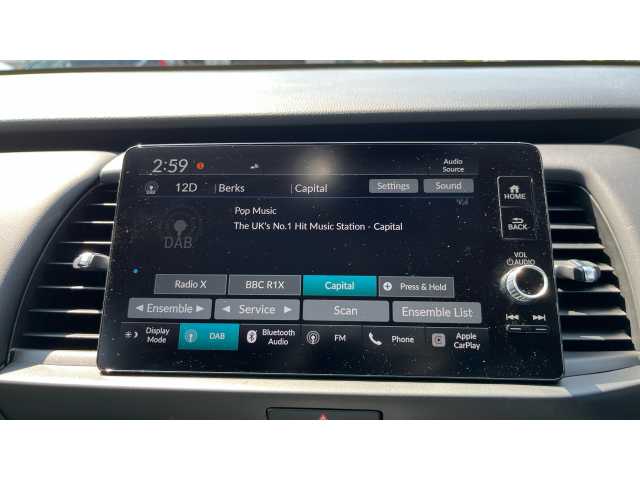 2:59
Audio
Source
12D Berks Capital Settings Sound
Pop Music
The UK's No.1 Hit Music Station - Capital
DAB
Radio X BBC R1X Capital Press & Hold
Ensemble Service Scan Ensemble List
Display
Mode
DAB
Bluetooth
Audio
FM
Phone
Apple
CarPlay
HOME
BACK
VOL
AUDIO